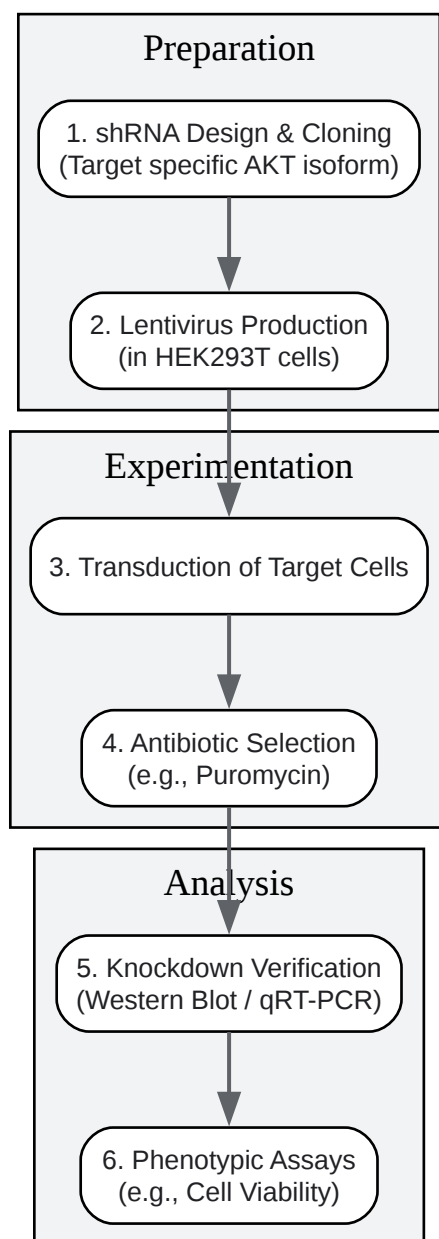 Preparation
1. shRNA Design & Cloning
(Target specific AKT isoform)
2. Lentivirus Production
(in HEK293T cells)
Experimentation
3. Transduction of Target Cells
4. Antibiotic Selection
(e.g., Puromycin)
Analysis
5. Knockdown Verification
(Western Blot / qRT-PCR)
6. Phenotypic Assays
(e.g., Cell Viability)